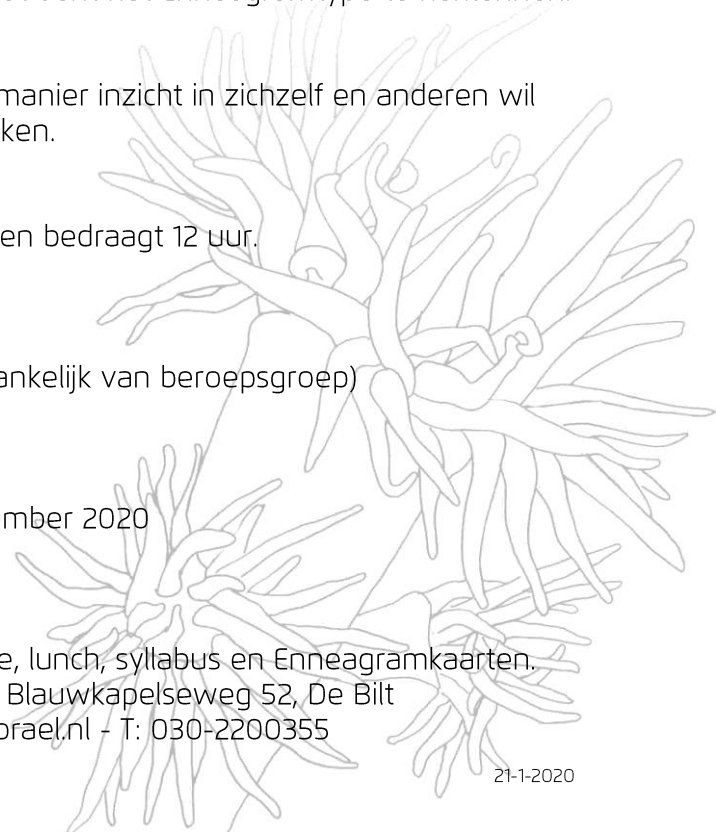 manier inzicht in zichzelf en anderen wil
ken.
en bedraagt 12 uur.
ankelijk van beroepsgroep)
mber 2020
e, lunch, syllabus en Enneagramkaarten.
Blauwkapelseweg 52, De Bilt
orael.nl - T: 030-2200355
21-1-2020